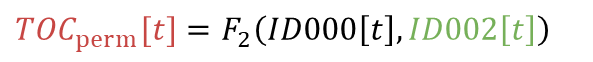 TOC_perm[t] = F_2(ID000[t], ID002[t])